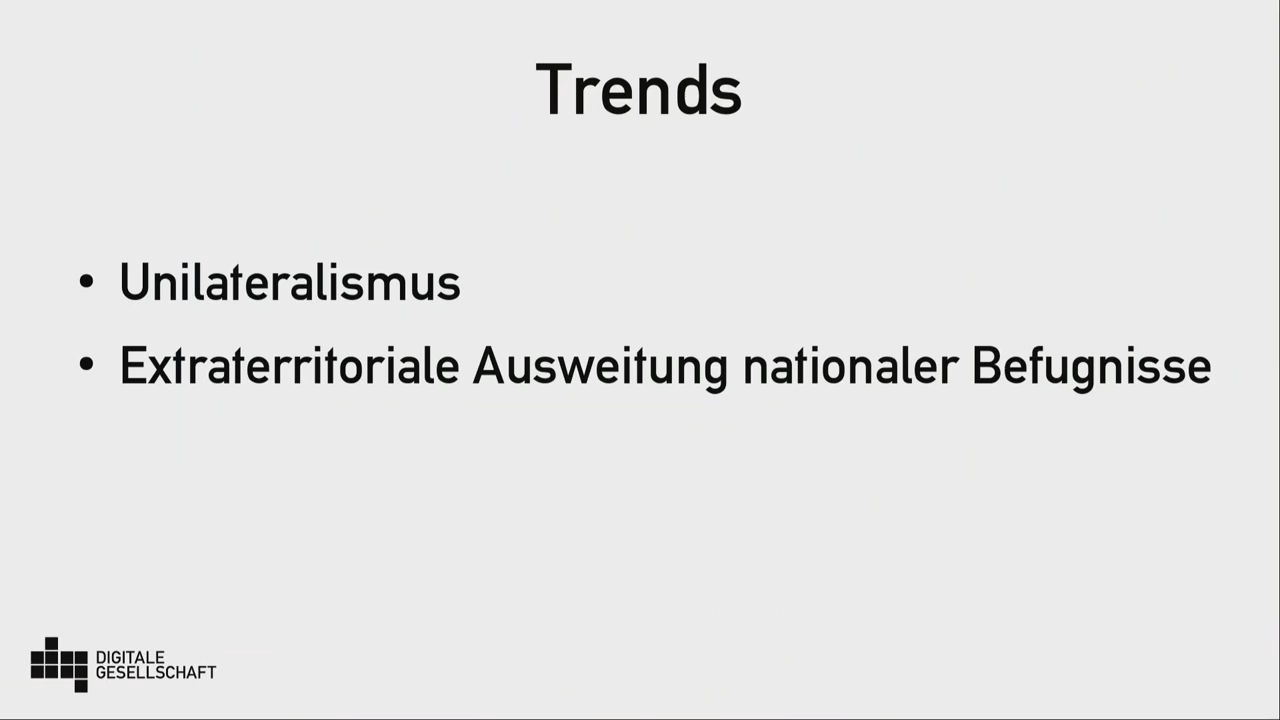 Trends
• Unilateralismus
• Extraterritoriale Ausweitung nationaler Befugnisse
DIGITALE
GESELLSCHAFT